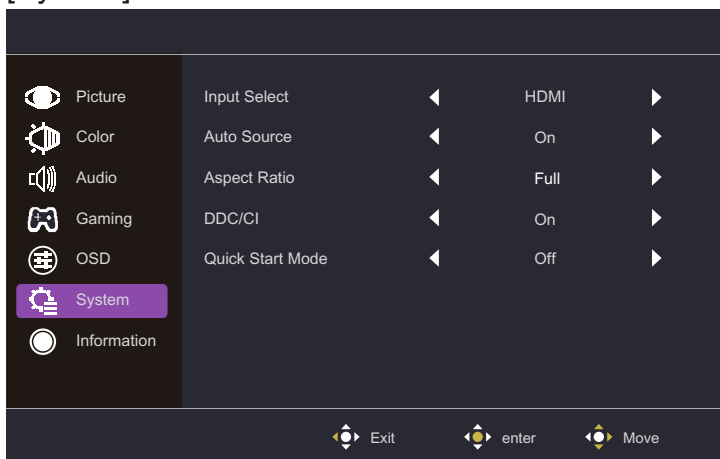 Picture
Input Select HDMI
Color
Auto Source On
Audio
Aspect Ratio Full
Gaming
DDC/CI On
OSD
Quick Start Mode Off
System
Information
Exit enter Move